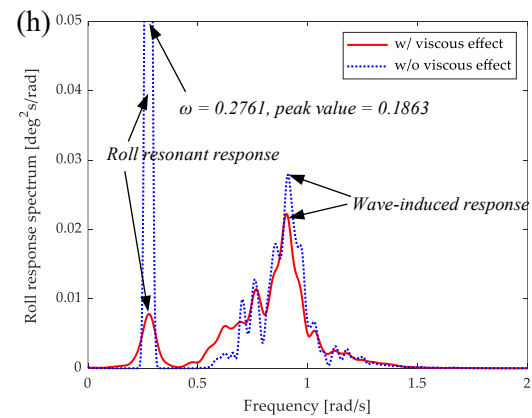 (h)
0.05
0.04
0.03
0.02
0.01
0
Roll response spectrum [deg²s/rad]
w/ viscous effect
w/o viscous effect
ω = 0.2761, peak value = 0.1863
Roll resonant response
Wave-induced response
0
0.5
1
1.5
2
Frequency [rad/s]